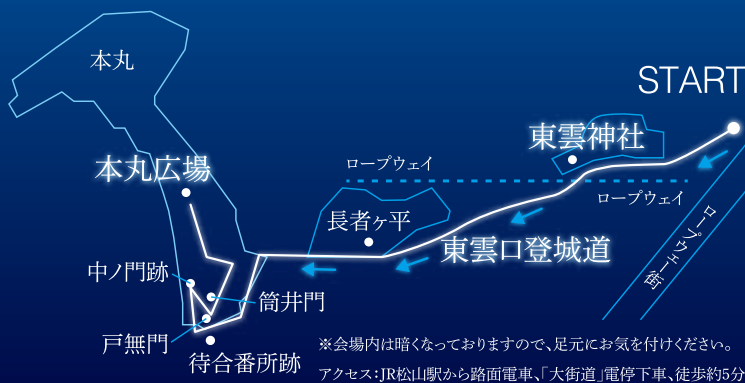 本丸
START
東雲神社
ロープウェイ
本丸広場
ロープウェイ
長者ヶ平
ロープウェー街
東雲口登城道
中ノ門跡
筒井門
戸無門
待合番所跡
※会場内は暗くなっておりますので、足元にお気を付けください。
アクセス:JR松山駅から路面電車、「大街道」電停下車、徒歩約5分